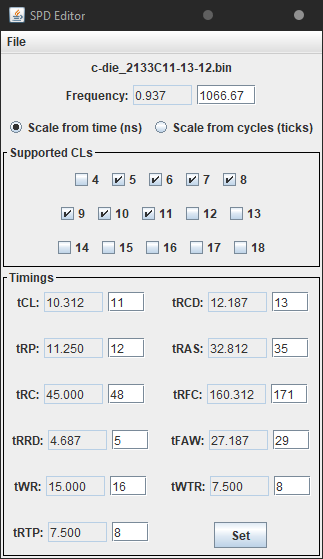 SPD Editor
File
c-die_2133C11-13-12.bin
Frequency: 0.937 1066.67
Scale from time (ns) Scale from cycles (ticks)
Supported CLs
4 5 6 7 8
9 10 11 12 13
14 15 16 17 18
Timings
tCL: 10.312 11 tRCD: 12.187 13
tRP: 11.250 12 tRAS: 32.812 35
tRC: 45.000 48 tRFC: 160.312 171
tRRD: 4.687 5 tFAW: 27.187 29
tWR: 15.000 16 tWTR: 7.500 8
tRTP: 7.500 8 Set